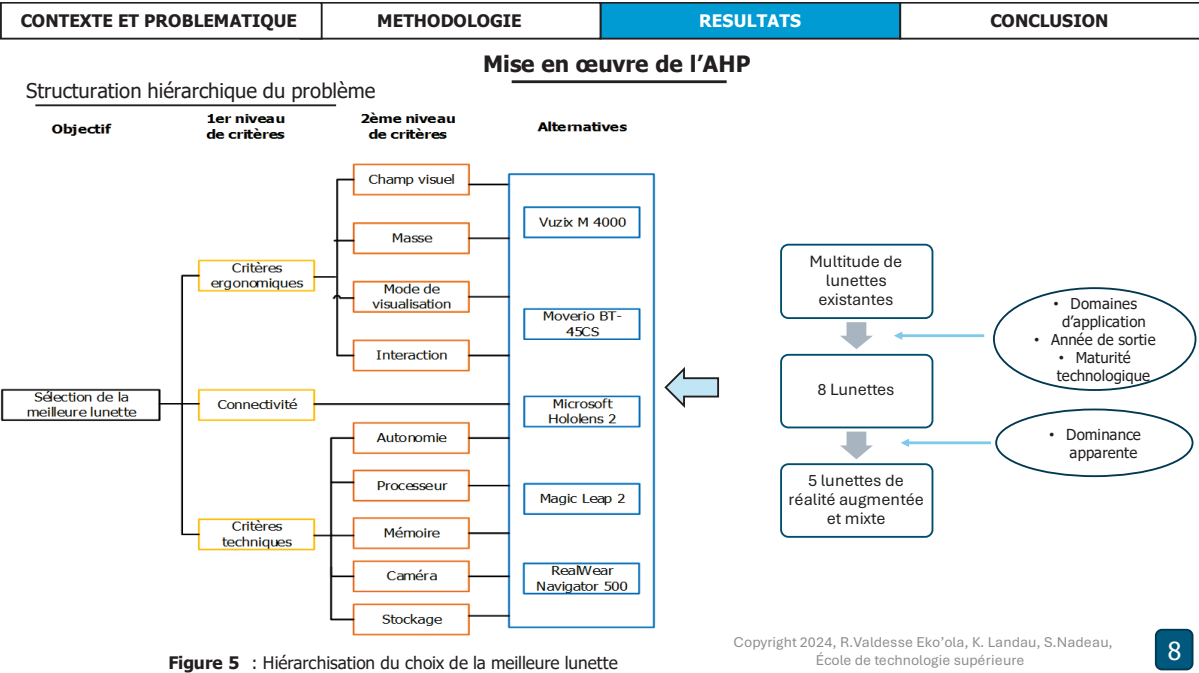 CONTEXTE ET PROBLEMATIQUE
METHODOLOGIE
RESULTATS
CONCLUSION
Mise en œuvre de l’AHP
Structuration hiérarchique du problème
Objectif
1er niveau
de critères
2ème niveau
de critères
Alternatives
Sélection de la
meilleure lunette
Critères
ergonomiques
Connectivité
Critères
techniques
Champ visuel
Masse
Mode de
visualisation
Interaction
Autonomie
Processeur
Mémoire
Caméra
Stockage
Vuzix M 4000
Moverio BT-
45CS
Microsoft
Hololens 2
Magic Leap 2
RealWear
Navigator 500
Multitude de
lunettes
existantes
8 Lunettes
5 lunettes de
réalité augmentée
et mixte
• Domaines
d’application
• Année de sortie
• Maturité
technologique
• Dominance
apparente
Figure 5 : Hiérarchisation du choix de la meilleure lunette
Copyright 2024, R.Valdesse Eko’ola, K. Landau, S.Nadeau,
École de technologie supérieure
8